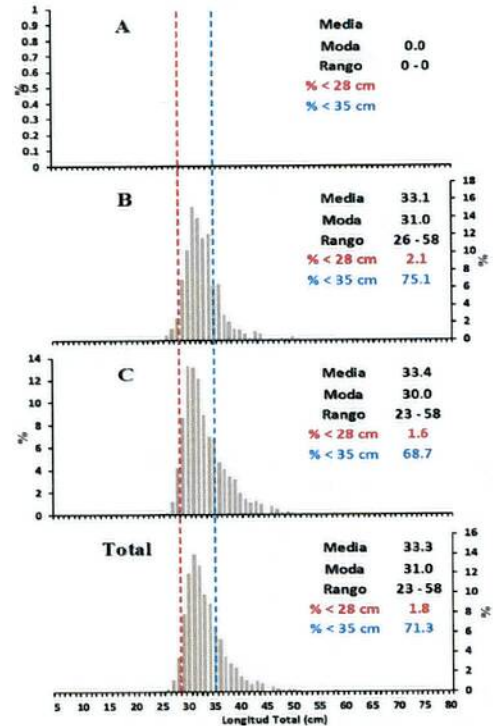 1
0.9
0.8
0.7
0.6
0.5
0.4
0.3
0.2
0.1
0
%
A
Media
Moda 0.0
Rango 0 - 0
% < 28 cm
% < 35 cm
B
Media 33.1
Moda 31.0
Rango 26 - 58
% < 28 cm 2.1
% < 35 cm 75.1
18
16
14
12
10
8
6
4
2
0
%
14
12
10
8
6
4
2
0
%
C
Media 33.4
Moda 30.0
Rango 23 - 58
% < 28 cm 1.6
% < 35 cm 68.7
Total
Media 33.3
Moda 31.0
Rango 23 - 58
% < 28 cm 1.8
% < 35 cm 71.3
16
14
12
10
8
6
4
2
0
%
5 10 15 20 25 30 35 40 45 50 55 60 65 70 75 80
Longitud Total (cm)